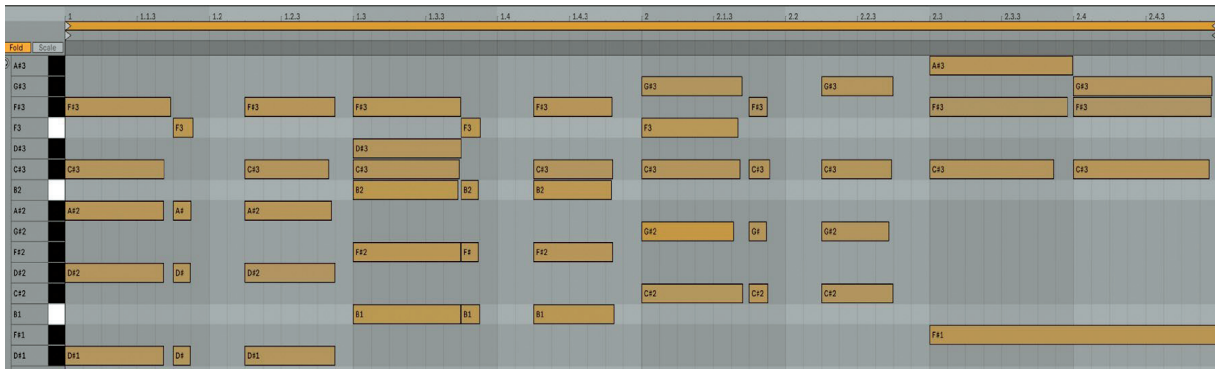 1 1.1.3 1.2 1.2.3 1.3 1.3.3 1.4 1.4.3 2 2.1.3 2.2 2.2.3 2.3 2.3.3 2.4 2.4.3
Fold Scale
A#3 A#3
G#3 G#3 G#3 G#3
F#3 F#3 F#3 F#3 F#3 F#3 F#3 F#3
F3 F3 F3 F3
D#3 D#3
C#3 C#3 C#3 C#3 C#3 C#3 C# C#3 C#3 C#3
B2 B2 B2 B2
A#2 A#2 A# A#2
G#2 G#2 G# G#2
F#2 F#2 F# F#2
D#2 D#2 D# D#2
C#2 C#2 C#2 C#2
B1 B1 B1 B1
F#1 F#1
D#1 D#1 D# D#1